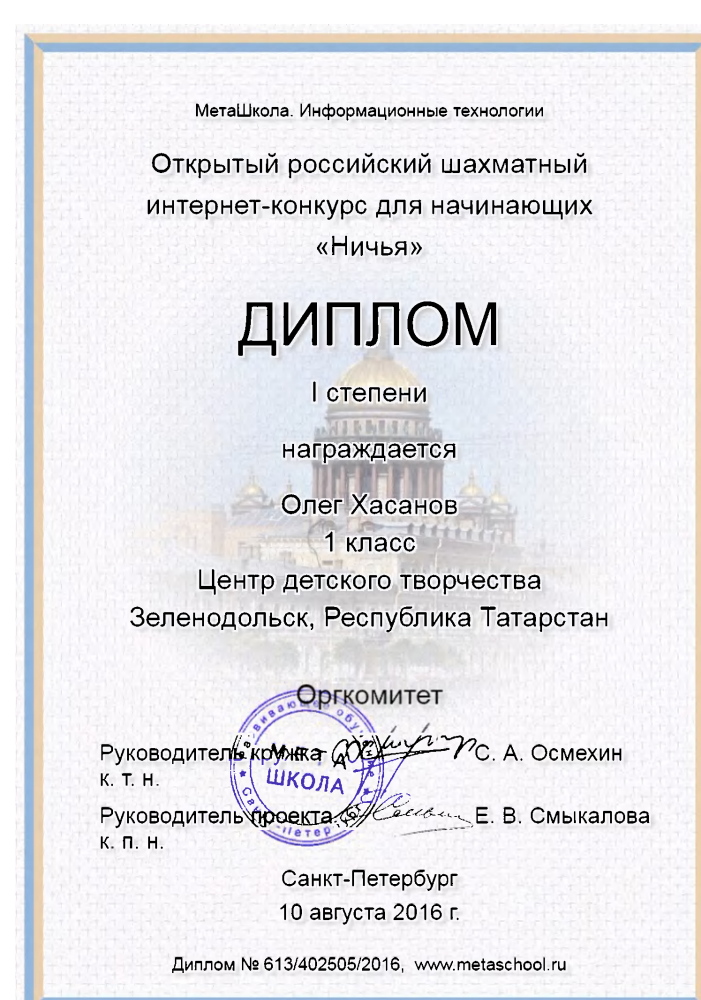 МетаШкола. Информационные технологии
Открытый российский шахматный
интернет-конкурс для начинающих
«Ничья»
ДИПЛОМ
I степени
награждается
Олег Хасанов
1 класс
Центр детского творчества
Зеленодольск, Республика Татарстан
Оргкомитет
Руководитель кружка С. А. Осмехин
к. т. н.
ШКОЛА
Руководитель проекта Е. В. Смыкалова
к. п. н.
Санкт-Петербург
10 августа 2016 г.
Диплом № 613/402505/2016, www.metaschool.ru